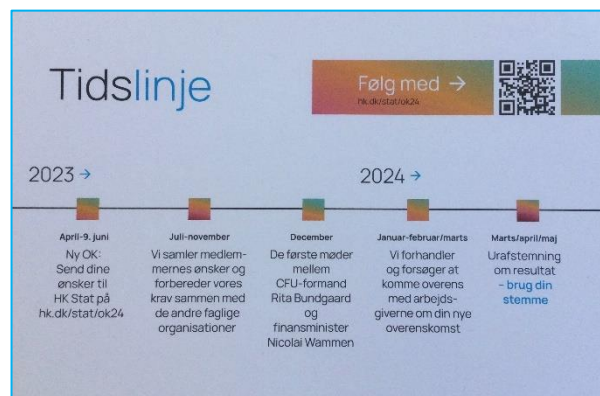 Tidslinje
Følg med →
hk.dk/stat/ok24
2023 →
2024 →
April-9. juni
Ny OK:
Send dine
ønsker til
HK Stat på
hk.dk/stat/ok24
Juli-november
Vi samler medlem-
mernes ønsker og
forbereder vores
krav sammen med
de andre faglige
organisationer
December
De første møder
mellem
CFU-formand
Rita Bundgaard
og
finansminister
Nicolai Wammen
Januar-februar/marts
Vi forhandler
og forsøger at
komme overens
med arbejds-
giverne om din nye
overenskomst
Marts/april/maj
Urafstemning
om resultat
– brug din
stemme